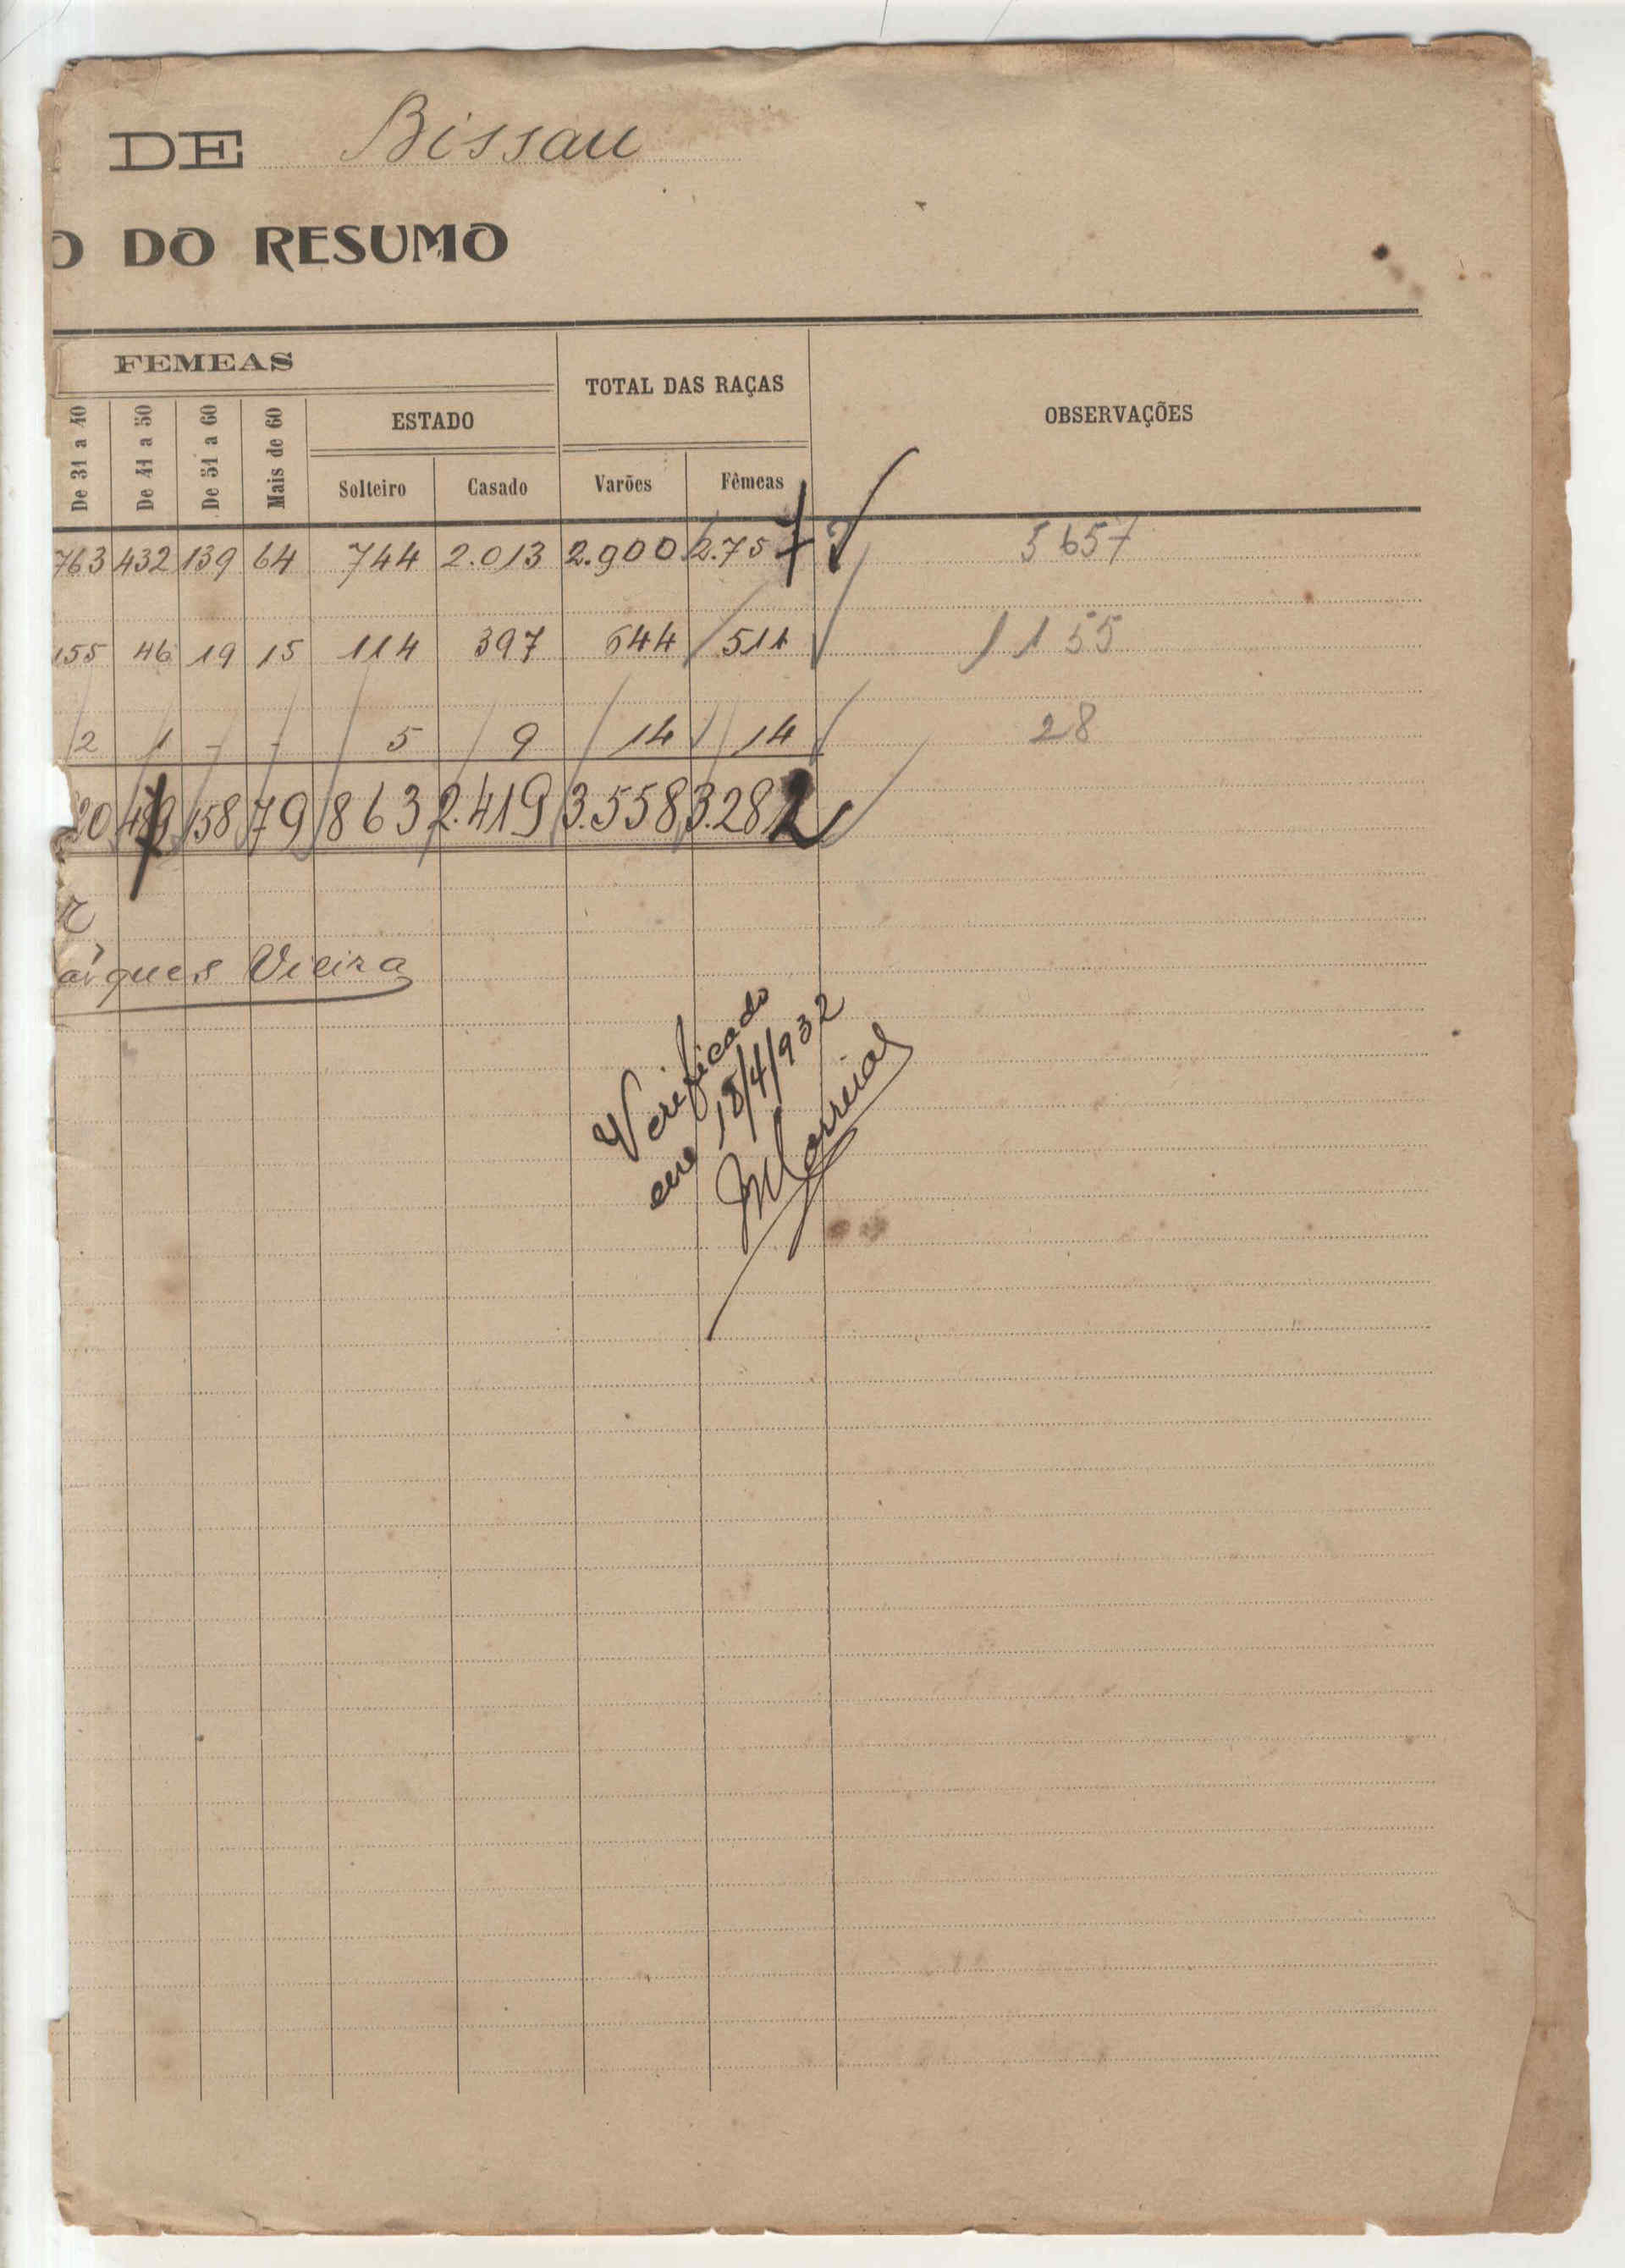 DE Bissau
O DO RESUMO
FEMEAS
TOTAL DAS RAÇAS
OBSERVAÇÕES
De 31 a 40 De 41 a 50 De 51 a 60 Mais de 60 ESTADO
Solteiro Casado Varões Fêmeas
763 432 139 64 744 2.013 2.900 2.757 5657
155 46 19 15 114 397 644 511 1155
2 1 - - 5 9 14 14 28
20 479 158 79 863 2.419 3.558 3.282
arques Vieira
Verificado
em 18/4/932